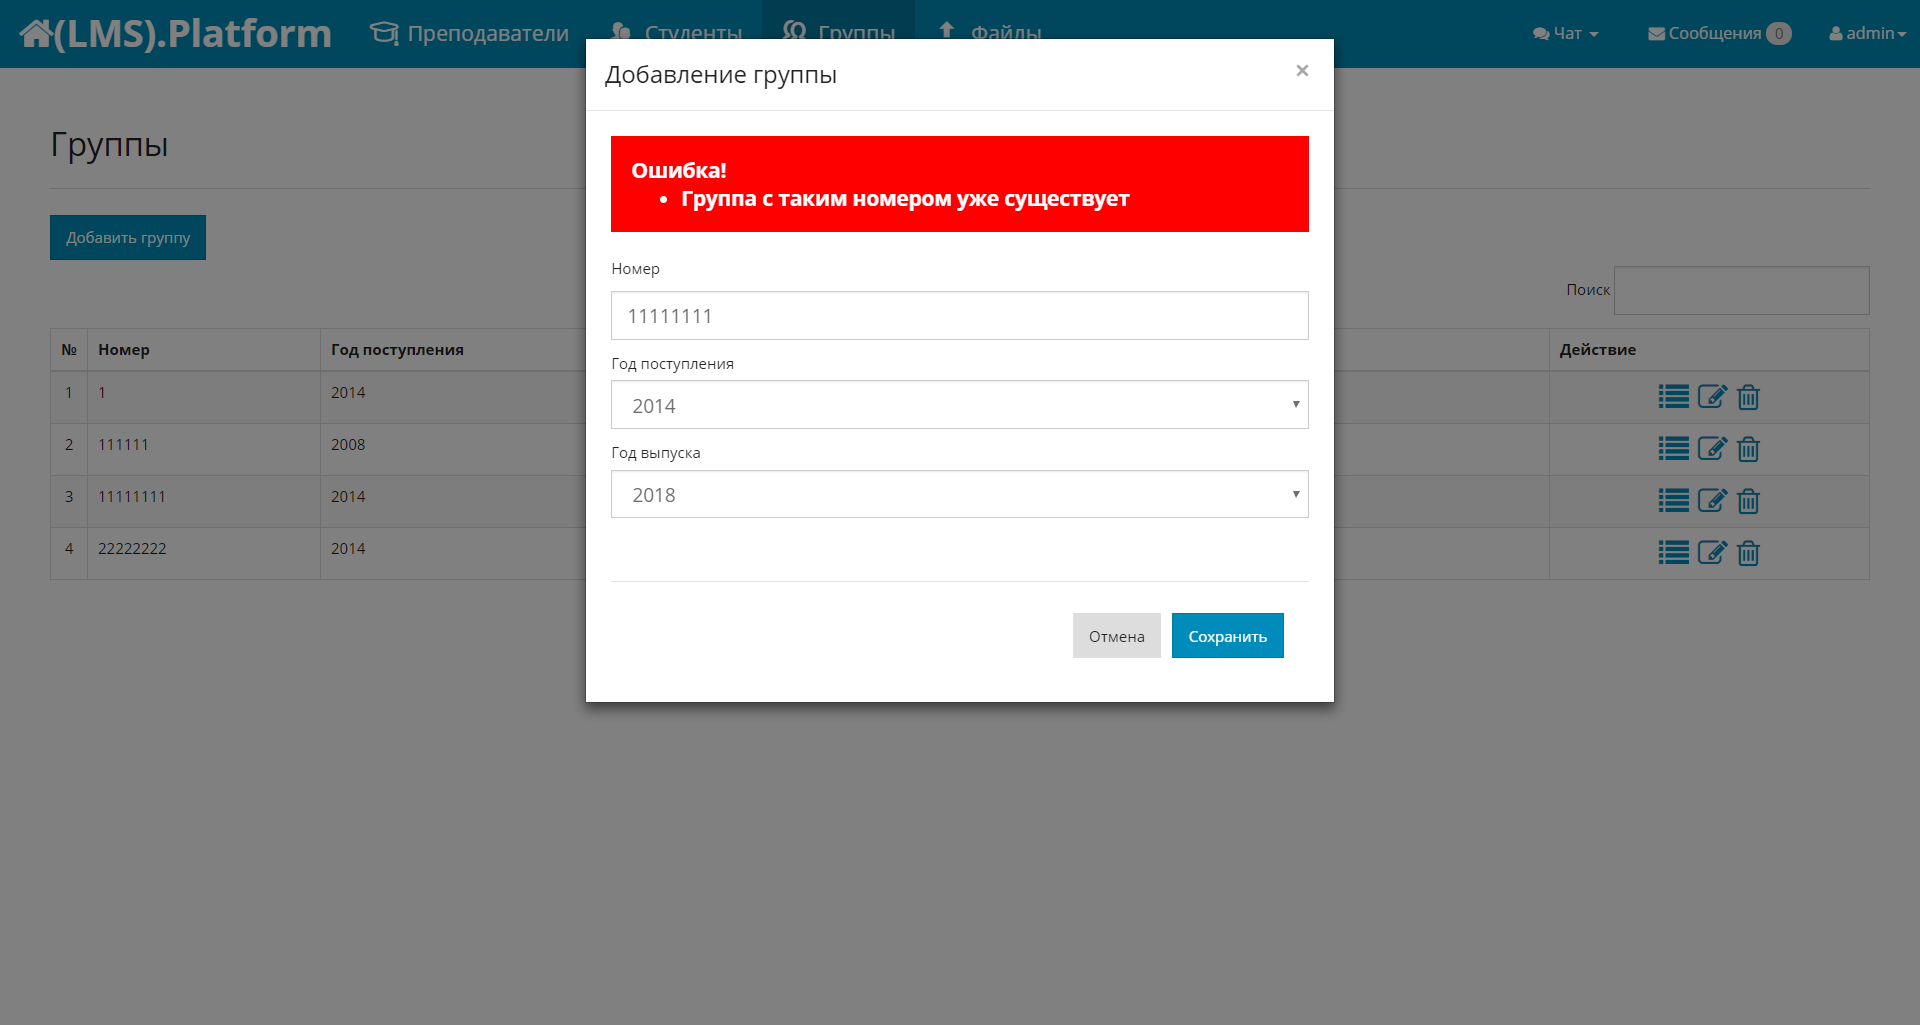 (LMS).Platform Преподаватели Студенты Группы Файлы Чат Сообщения 0 admin
Добавление группы ×
Группы
Ошибка!
• Группа с таким номером уже существует
Добавить группу
Номер
Поиск
11111111
№ Номер Год поступления Действие
Год поступления
1 1 2014
2014
2 111111 2008
Год выпуска
3 11111111 2014
2018
4 22222222 2014
Отмена Сохранить